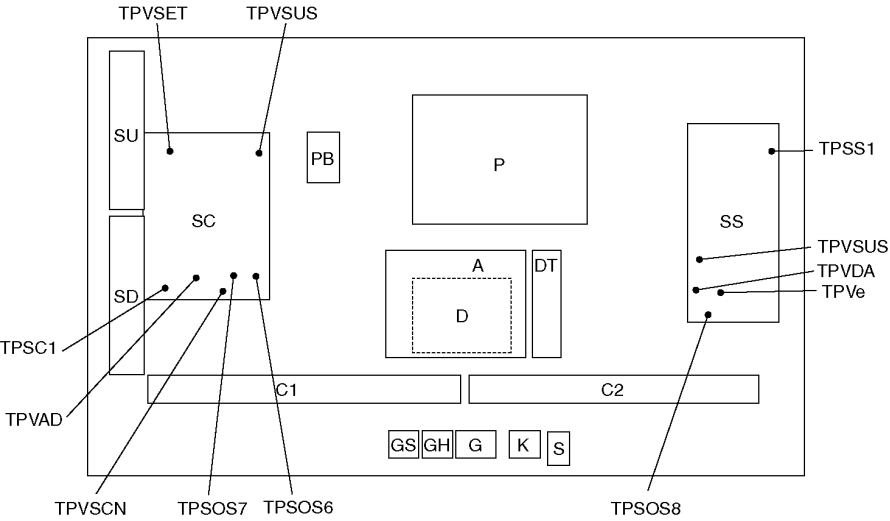 TPVSET
TPVSUS
SU
PB
P
TPSS1
SC
SS
TPVSUS
A
DT
TPVDA
TPVe
SD
D
TPSC1
C1
C2
TPVAD
GS
GH
G
K
S
TPVSCN
TPSOS7
TPSOS6
TPSOS8